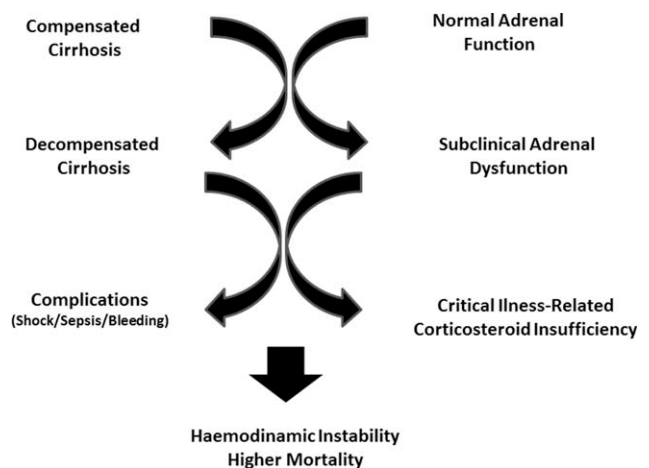 Compensated
Cirrhosis
Normal Adrenal
Function
Decompensated
Cirrhosis
Subclinical Adrenal
Dysfunction
Complications
(Shock/Sepsis/Bleeding)
Critical Ilness-Related
Corticosteroid Insufficiency
Haemodinamic Instability
Higher Mortality